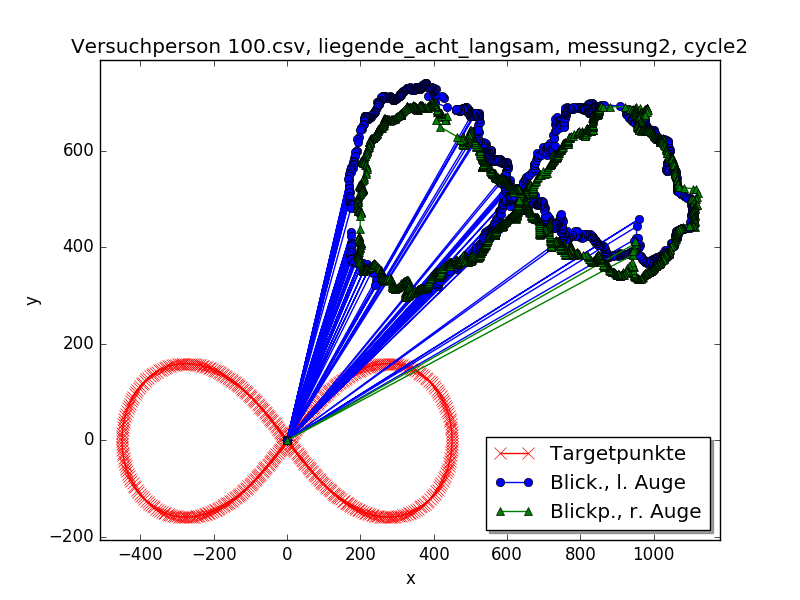 Versuchperson 100.csv, liegende_acht_langsam, messung2, cycle2
y
600
400
200
0
−200
−400
−200
0
200
400
600
800
1000
x
Targetpunkte
Blick., l. Auge
Blickp., r. Auge